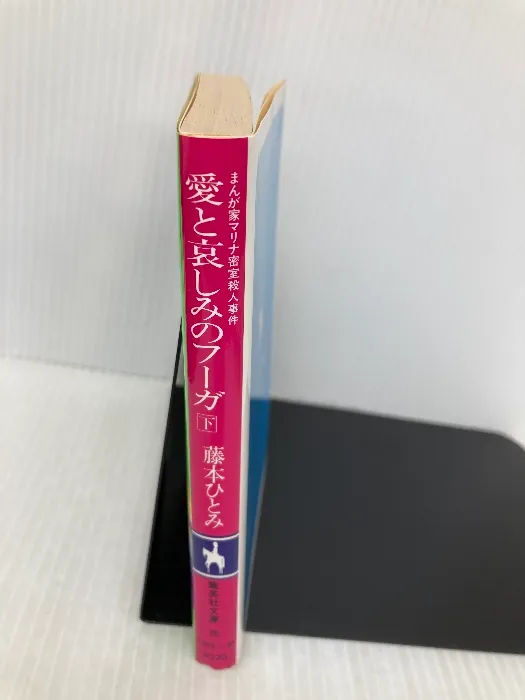 まんが家マリナ密室殺人事件
愛と哀しみのフーガ 下
藤本ひとみ
集英社文庫